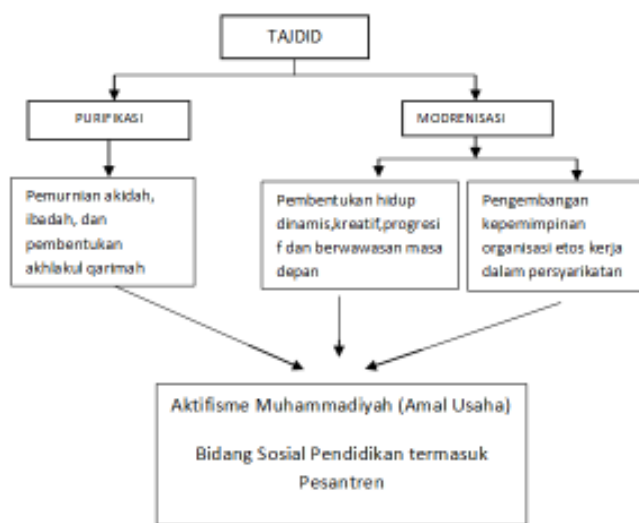 TAJDID
PURIFIKASI
MODRENISASI
Pemurnian akidah,
ibedah, dan
pembentukan
akhlakul qarimah
Pembentukan hidup
dinamis,kreatif,progresi
f dan berwawasan masa
depan
Pengembangan
kepemimpinan
organisasi etos kerja
dalam persyarikatan
Aktifisme Muhammadiyah (Amal Usaha)
Bidang Sosial Pendidikan termasuk
Pesantren